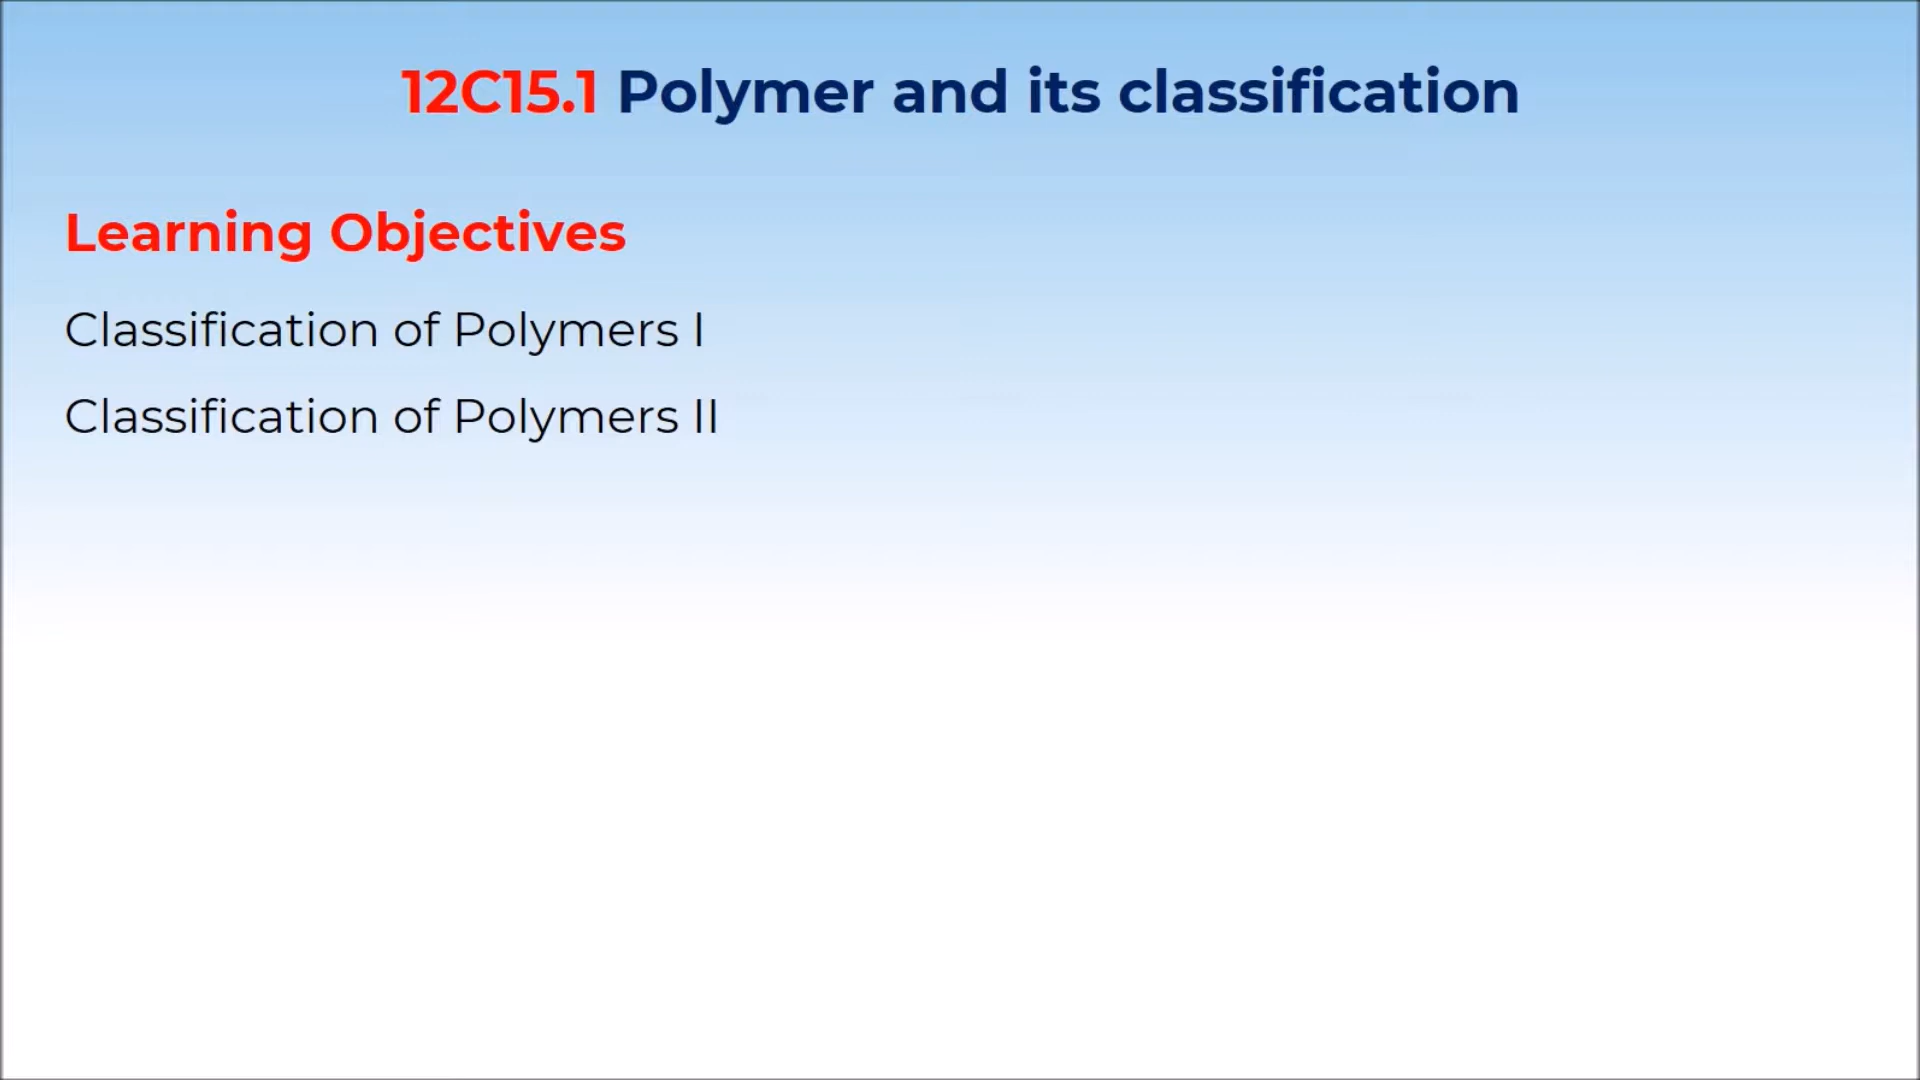 12C15.1 Polymer and its classification
Learning Objectives
Classification of Polymers I
Classification of Polymers II